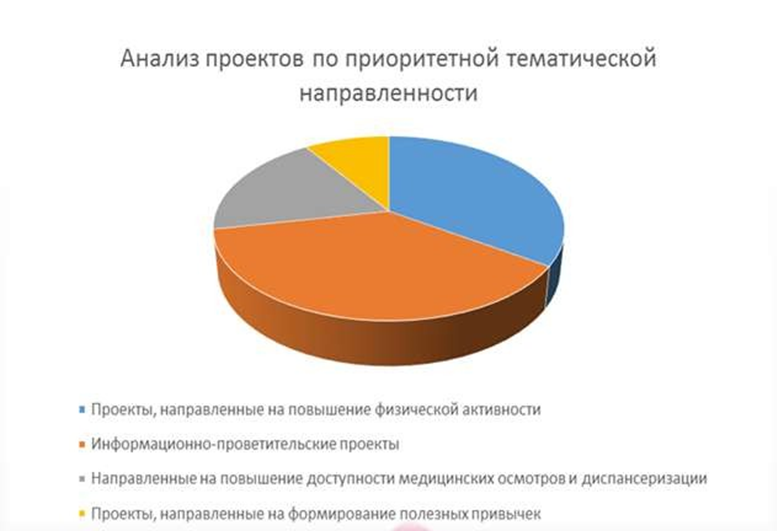 Анализ проектов по приоритетной тематической
направленности
Проекты, направленные на повышение физической активности
Информационно-проветительские проекты
Направленные на повышение доступности медицинских осмотров и диспансеризации
Проекты, направленные на формирование полезных привычек